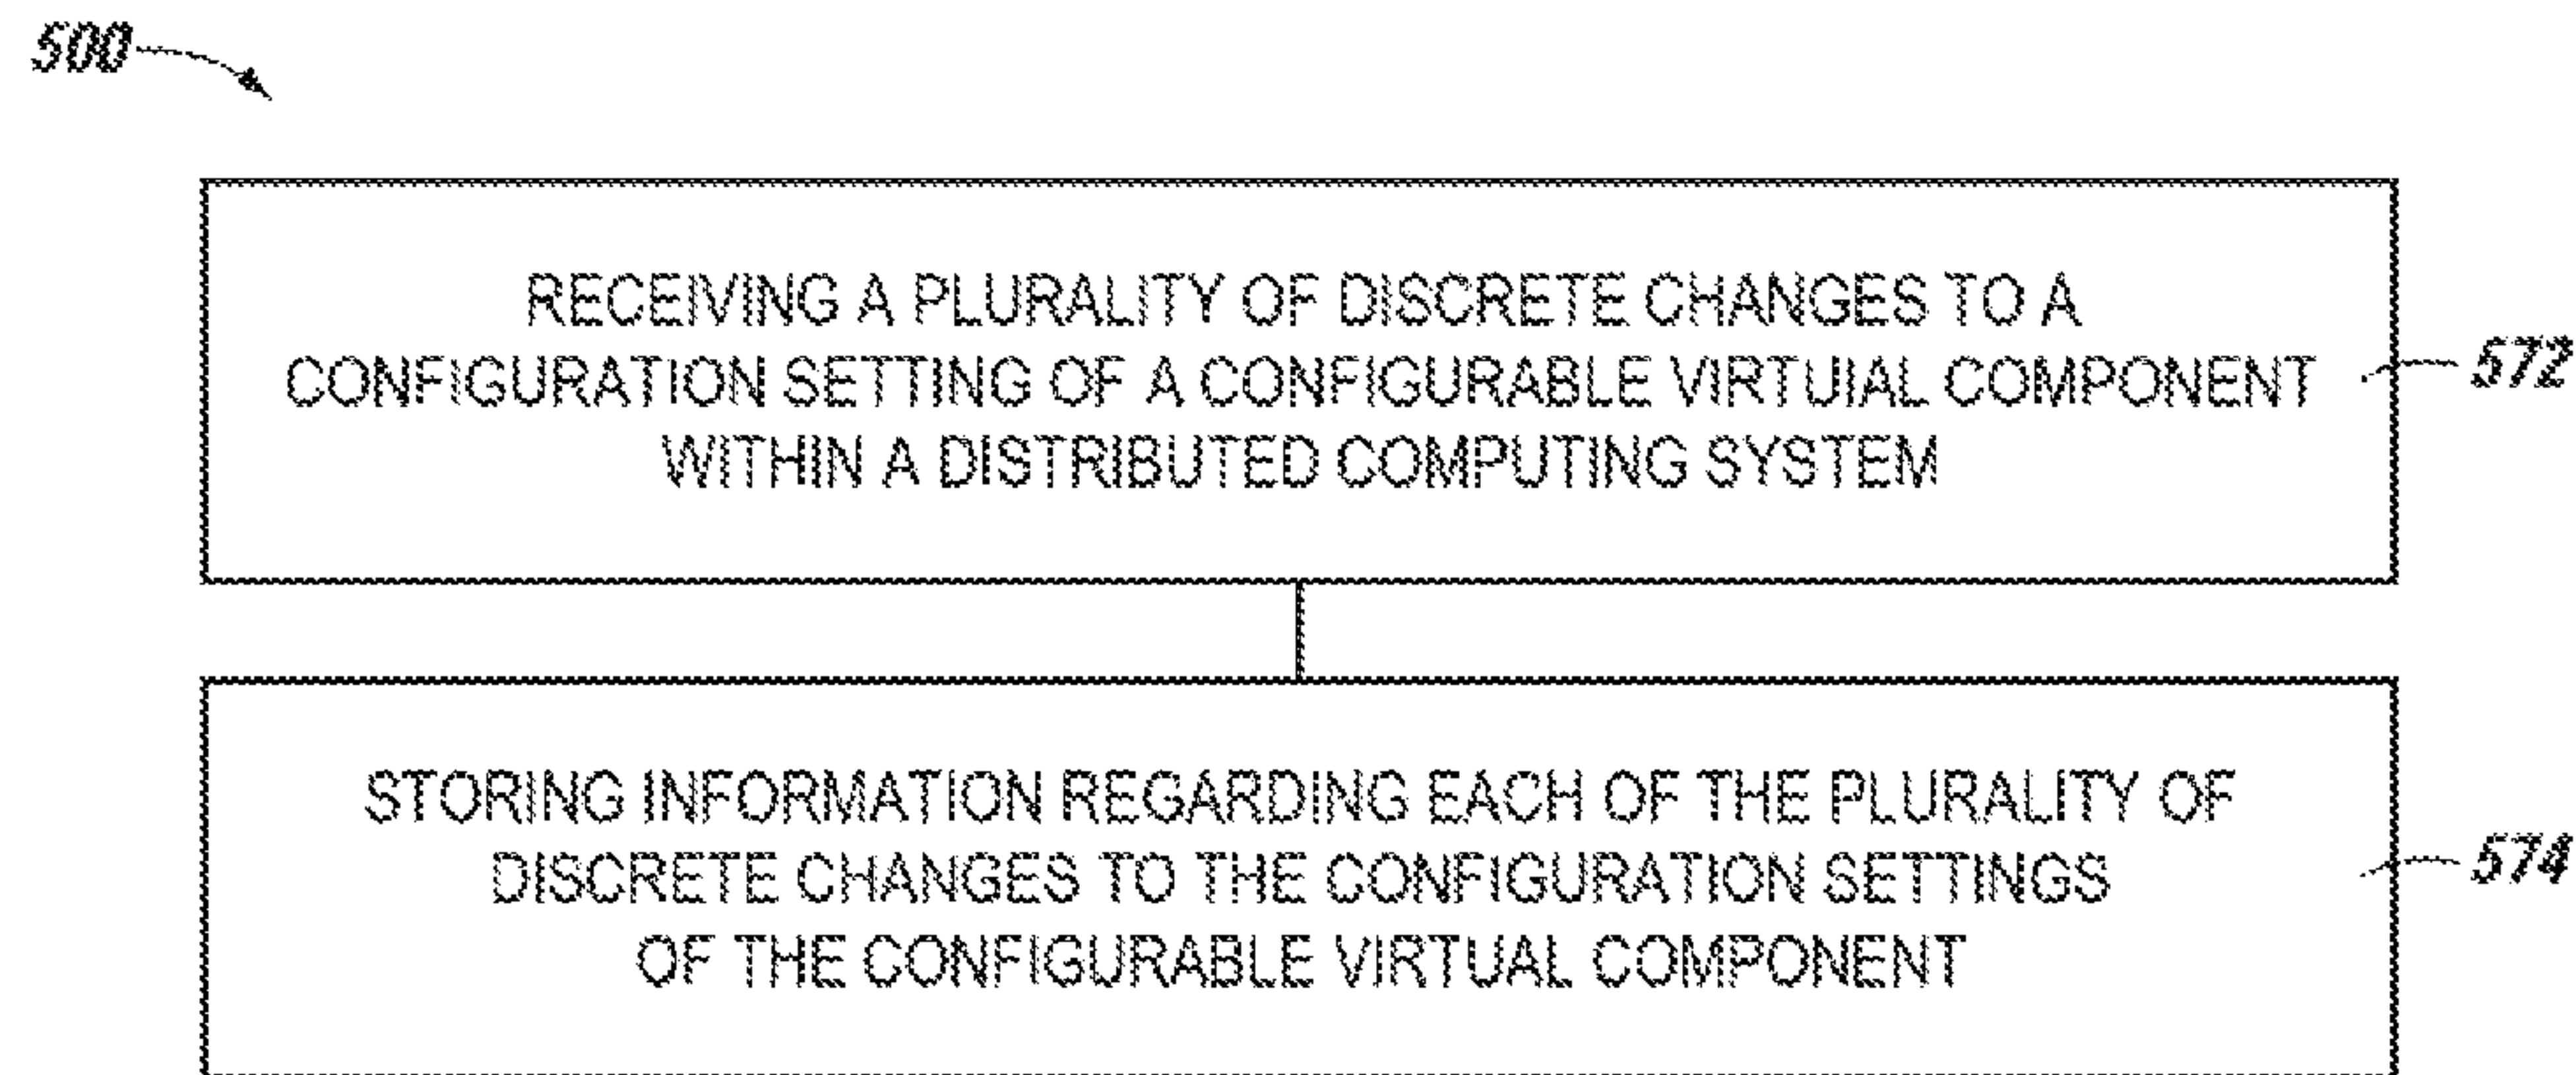 500
RECEIVING A PLURALITY OF DISCRETE CHANGES TO A
CONFIGURATION SETTING OF A CONFIGURABLE VIRTUIAL COMPONENT
WITHIN A DISTRIBUTED COMPUTING SYSTEM
572
STORING INFORMATION REGARDING EACH OF THE PLURALITY OF
DISCRETE CHANGES TO THE CONFIGURATION SETTINGS
OF THE CONFIGURABLE VIRTUAL COMPONENT
574